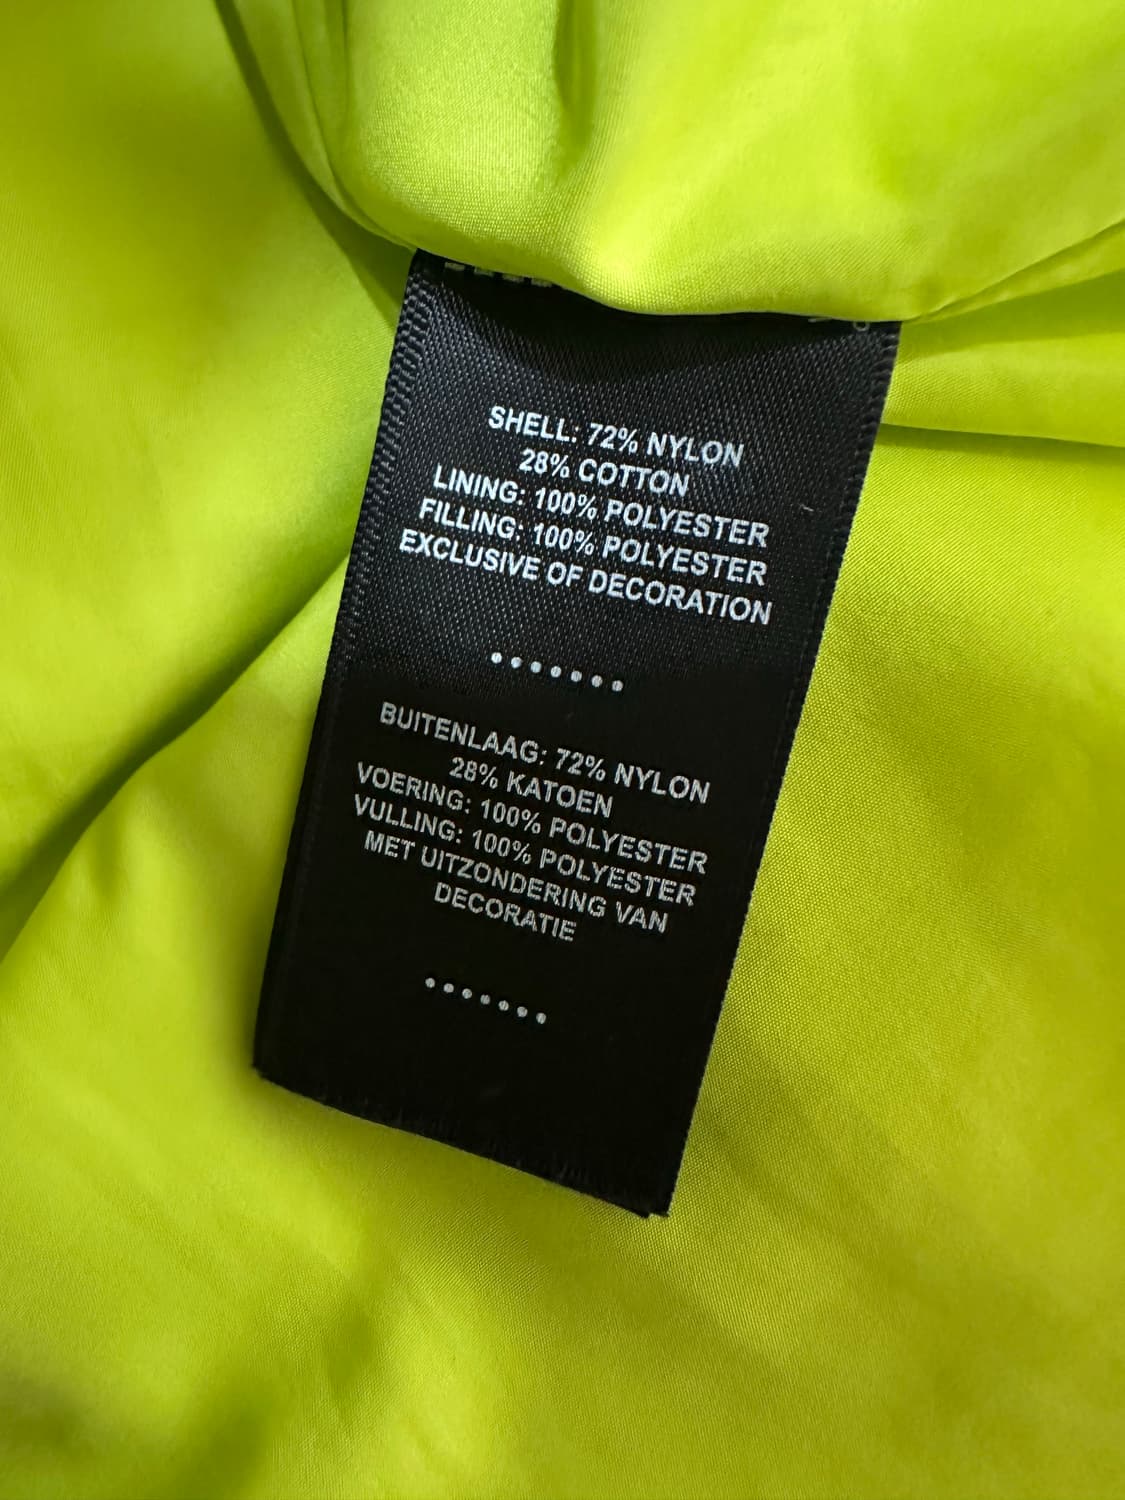 SHELL: 72% NYLON
28% COTTON
LINING: 100% POLYESTER
FILLING: 100% POLYESTER
EXCLUSIVE OF DECORATION
.......
BUITENLAAG: 72% NYLON
28% KATOEN
VOERING: 100% POLYESTER
VULLING: 100% POLYESTER
MET UITZONDERING VAN
DECORATIE
.......